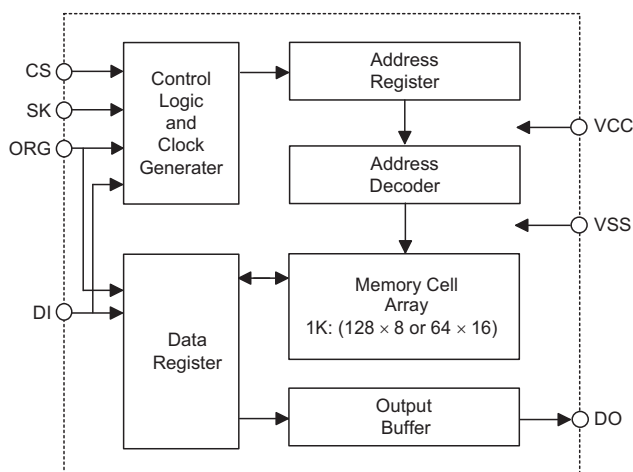 CS
SK
ORG
DI
Control
Logic
and
Clock
Generater
Address
Register
VCC
Address
Decoder
VSS
Data
Register
Memory Cell
Array
1K: (128 × 8 or 64 × 16)
Output
Buffer
DO